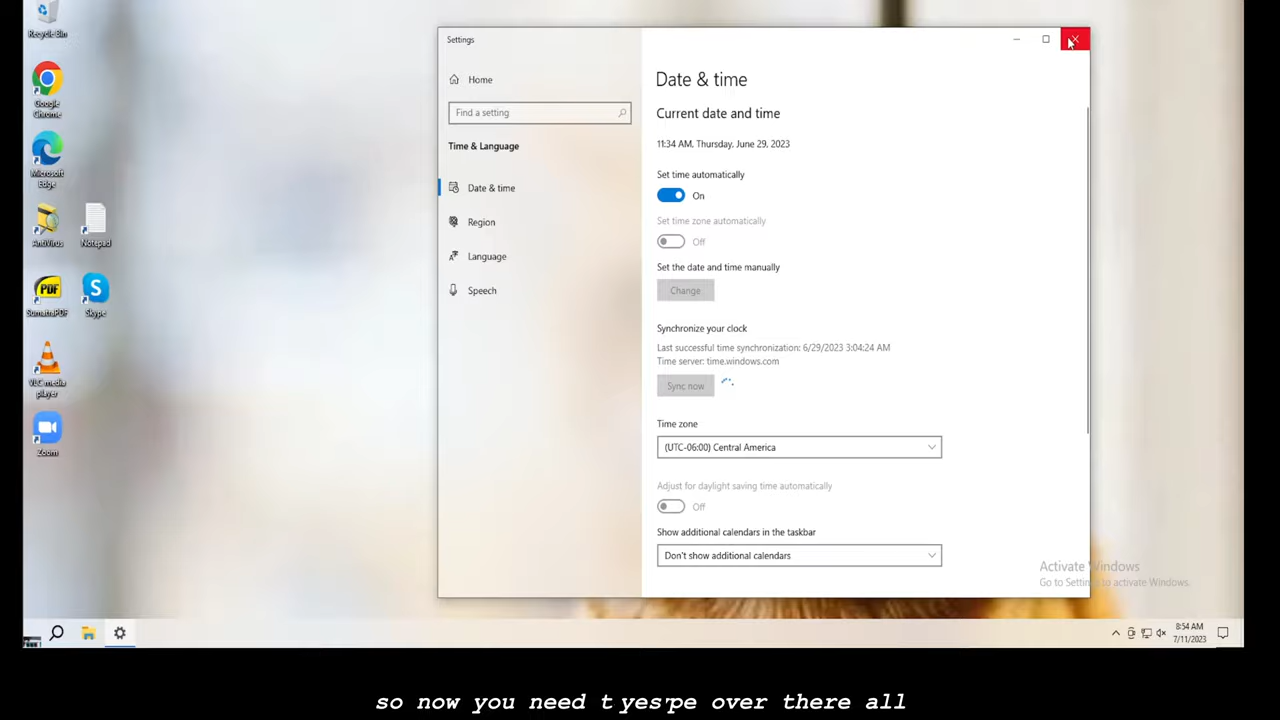 Recycle Bin
Google
Chrome
Microsoft
Edge
AntiVirus
Notepad
PDF
SumatraPDF
S
Skype
VLC media
player
Zoom
Settings
Home
Find a setting
Time & Language
Date & time
Region
Language
Speech
Date & time
Current date and time
11:34 AM, Thursday, June 29, 2023
Set time automatically
On
Set time zone automatically
Off
Set the date and time manually
Change
Synchronize your clock
Last successful time synchronization: 6/29/2023 3:04:24 AM
Time server: time.windows.com
Sync now
Time zone
(UTC-06:00) Central America
Adjust for daylight saving time automatically
Off
Show additional calendars in the taskbar
Don't show additional calendars
Activate Windows
Go to Settings to activate Windows.
8:54 AM
7/11/2023
so now you need t yes pe over there all